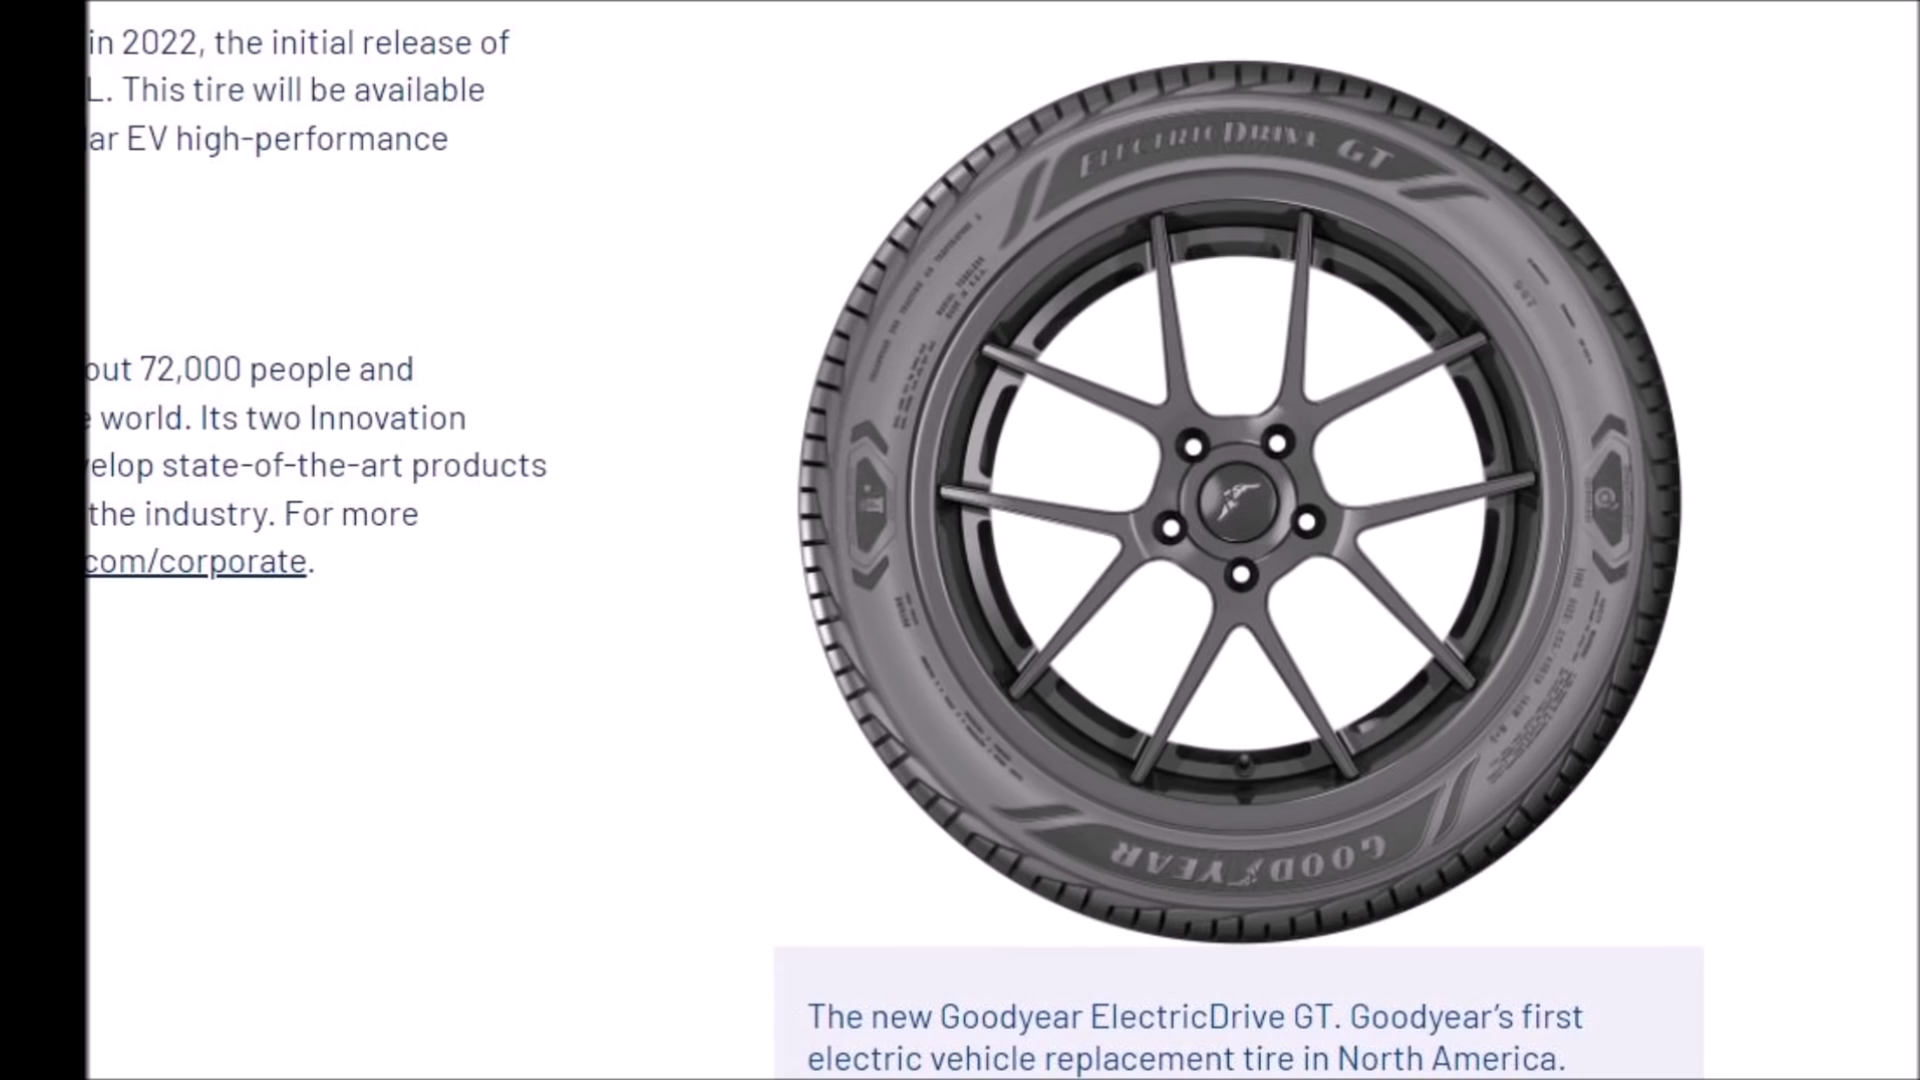 in 2022, the initial release of
L. This tire will be available
ar EV high-performance
out 72,000 people and
world. Its two Innovation
elop state-of-the-art products
the industry. For more
com/corporate.
ELECTRICDRIVE GT
GOODYEAR
The new Goodyear ElectricDrive GT. Goodyear's first
electric vehicle replacement tire in North America.